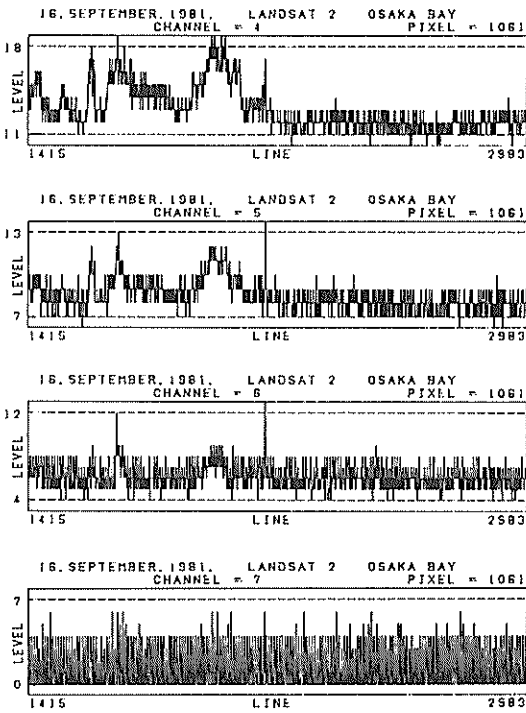 16.SEPTEMBER.1981. LANDSAT 2 OSAKA BAY
CHANNEL = 4 PIXEL = 1061
18
LEVEL
11
1415 LINE 2983
16.SEPTEMBER.1981. LANDSAT 2 OSAKA BAY
CHANNEL = 5 PIXEL = 1061
13
LEVEL
7
1415 LINE 2983
16.SEPTEMBER.1981. LANDSAT 2 OSAKA BAY
CHANNEL = 6 PIXEL = 1061
12
LEVEL
4
1415 LINE 2983
16.SEPTEMBER.1981. LANDSAT 2 OSAKA BAY
CHANNEL = 7 PIXEL = 1061
7
LEVEL
0
1415 LINE 2983